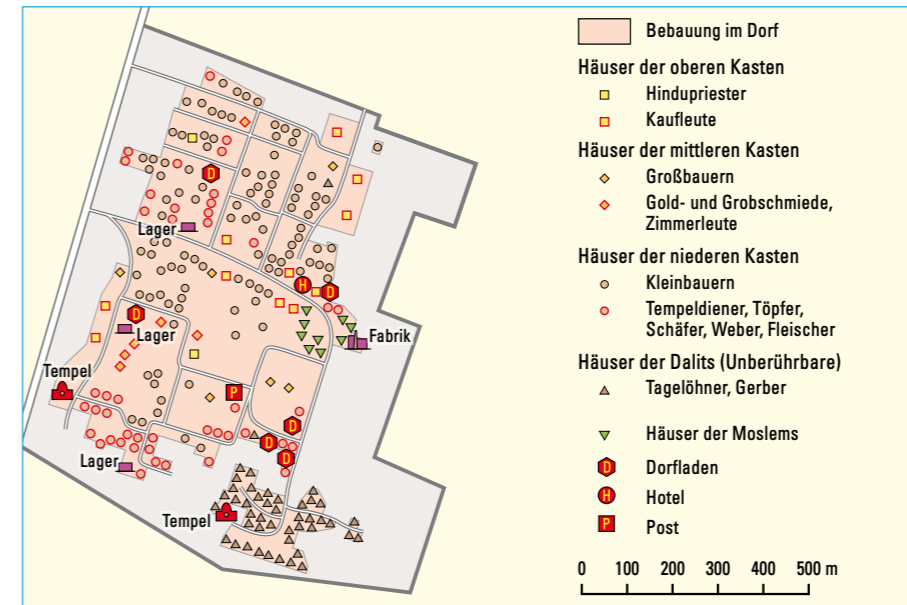 Bebauung im Dorf
Häuser der oberen Kasten
Hindupriester
Kaufleute
Häuser der mittleren Kasten
Großbauern
Gold- und Grobschmiede,
Zimmerleute
Häuser der niederen Kasten
Kleinbauern
Tempeldiener, Töpfer,
Schäfer, Weber, Fleischer
Häuser der Dalits (Unberührbare)
Tagelöhner, Gerber
Häuser der Moslems
D Dorfladen
H Hotel
P Post
0 100 200 300 400 500 m
D
Lager
H
D
D
Lager
Fabrik
Tempel
P
D
D
D
Lager
Tempel